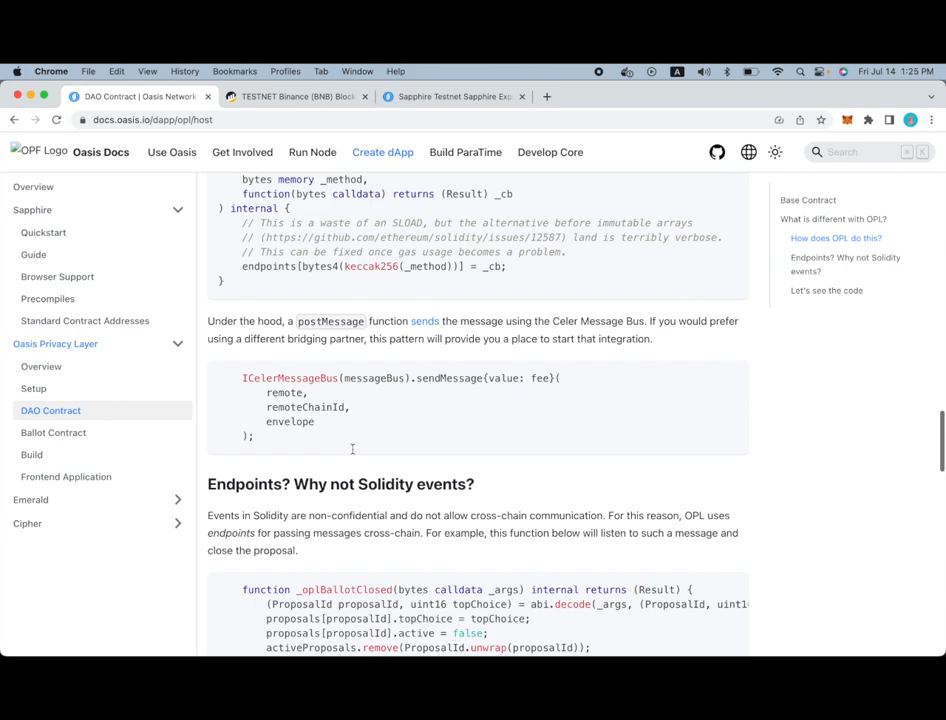 Chrome File Edit View History Bookmarks Profiles Tab Window Help A Fri Jul 14 1:25 PM
DAO Contract | Oasis Network × TESTNET Binance (BNB) Block × Sapphire Testnet Sapphire Exp × +
docs.oasis.io/dapp/opl/host
OPF Logo Oasis Docs Use Oasis Get Involved Run Node Create dApp Build ParaTime Develop Core Search K
Overview
Sapphire
Quickstart
Guide
Browser Support
Precompiles
Standard Contract Addresses
Oasis Privacy Layer
Overview
Setup
DAO Contract
Ballot Contract
Build
Frontend Application
Emerald
Cipher
bytes memory _method,
function(bytes calldata) returns (Result) _cb
) internal {
// This is a waste of an SLOAD, but the alternative before immutable arrays
// (https://github.com/ethereum/solidity/issues/12587) land is terribly verbose.
// This can be fixed once gas usage becomes a problem.
endpoints[bytes4(keccak256(_method))] = _cb;
}
Under the hood, a postMessage function sends the message using the Celer Message Bus. If you would prefer
using a different bridging partner, this pattern will provide you a place to start that integration.
ICelerMessageBus(messageBus).sendMessage{value: fee}(
remote,
remoteChainId,
envelope
);
Endpoints? Why not Solidity events?
Events in Solidity are non-confidential and do not allow cross-chain communication. For this reason, OPL uses
endpoints for passing messages cross-chain. For example, this function below will listen to such a message and
close the proposal.
function _oplBallotClosed(bytes calldata _args) internal returns (Result) {
(ProposalId proposalId, uint16 topChoice) = abi.decode(_args, (ProposalId, uint1
proposals[proposalId].topChoice = topChoice;
proposals[proposalId].active = false;
activeProposals.remove(ProposalId.unwrap(proposalId));
Base Contract
What is different with OPL?
How does OPL do this?
Endpoints? Why not Solidity
events?
Let's see the code